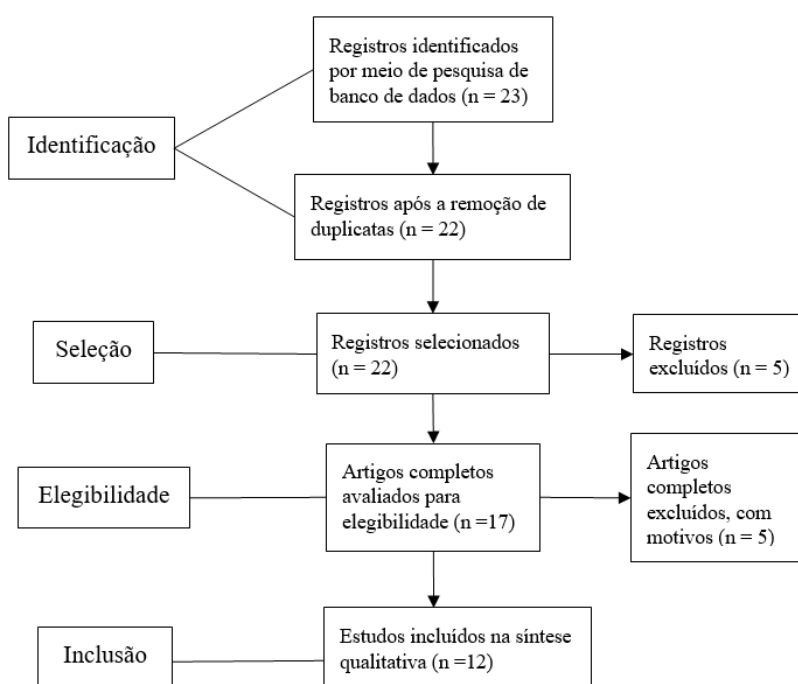 Registros identificados
por meio de pesquisa de
banco de dados (n = 23)
Identificação
Registros após a remoção de
duplicatas (n = 22)
Seleção
Registros selecionados
(n = 22)
Registros
excluídos (n = 5)
Elegibilidade
Artigos completos
avaliados para
elegibilidade (n =17)
Artigos
completos
excluídos, com
motivos (n = 5)
Inclusão
Estudos incluídos na síntese
qualitativa (n =12)